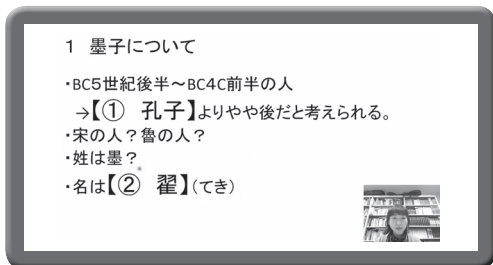 １　墨子について
・BC５世紀後半～BC４C前半の人
→【①　孔子】よりやや後だと考えられる。
・宋の人？魯の人？
・姓は墨？
・名は【②　翟】（てき）